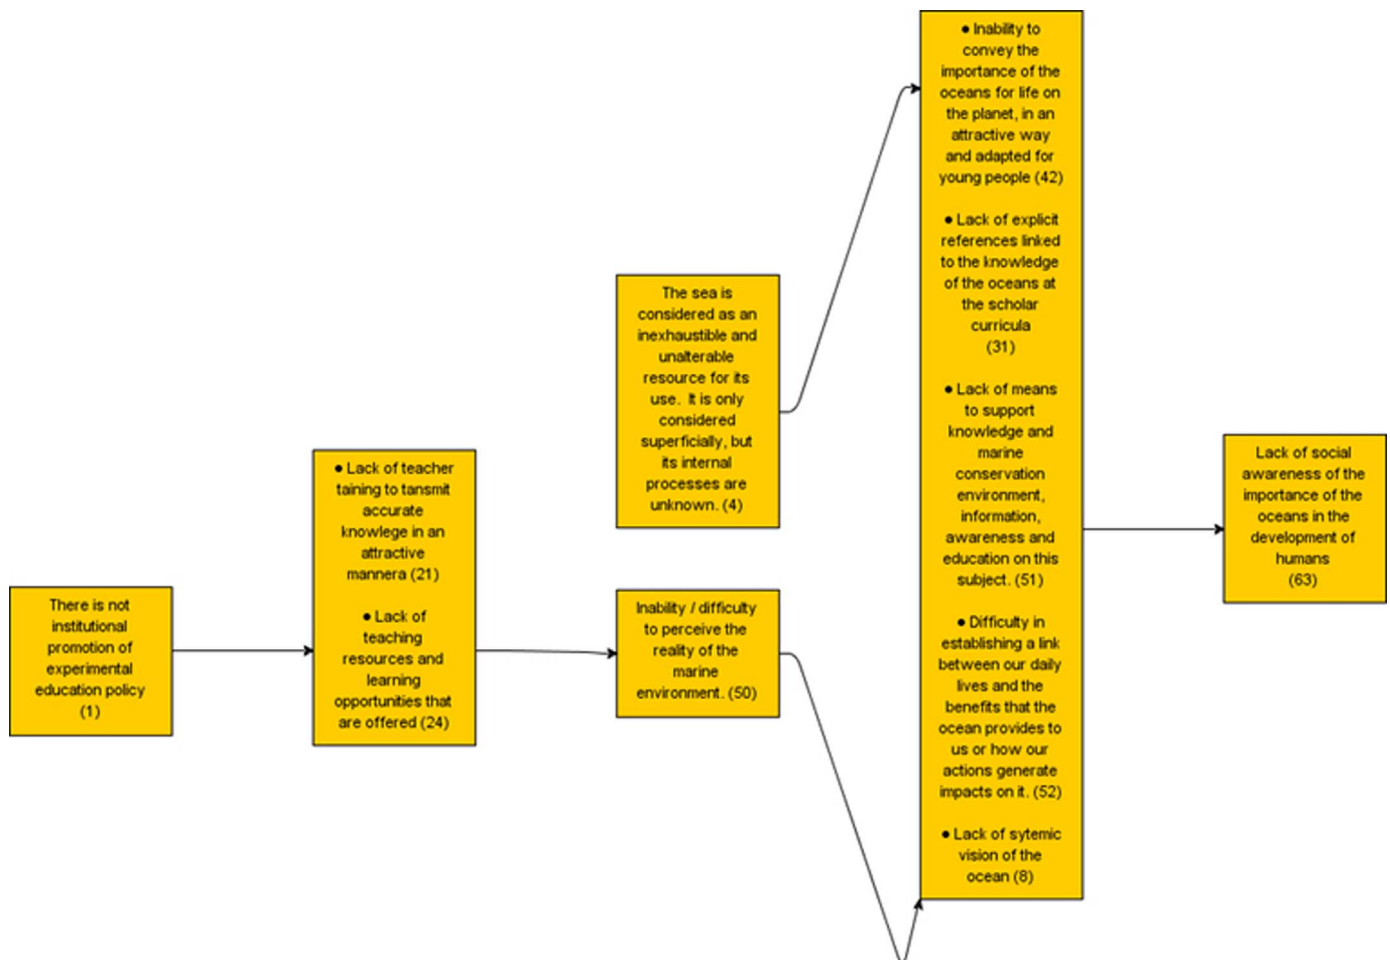 There is not
institutional
promotion of
experimental
education policy
(1)
● Lack of teacher
taining to tansmit
accurate
knowlege in an
attractive
mannera (21)
● Lack of
teaching
resources and
learning
opportunities that
are offered (24)
The sea is
considered as an
inexhaustible and
unalterable
resource for its
use. It is only
considered
superficially, but
its internal
processes are
unknown. (4)
Inability / difficulty
to perceive the
reality of the
marine
environment. (50)
● Inability to
convey the
importance of the
oceans for life on
the planet, in an
attractive way
and adapted for
young people (42)
● Lack of explicit
references linked
to the knowledge
of the oceans at
the scholar
curricula
(31)
● Lack of means
to support
knowledge and
marine
conservation
environment,
information,
awareness and
education on this
subject. (51)
● Difficulty in
establishing a link
between our daily
lives and the
benefits that the
ocean provides to
us or how our
actions generate
impacts on it. (52)
● Lack of sytemic
vision of the
ocean (8)
Lack of social
awareness of the
importance of the
oceans in the
development of
humans
(63)